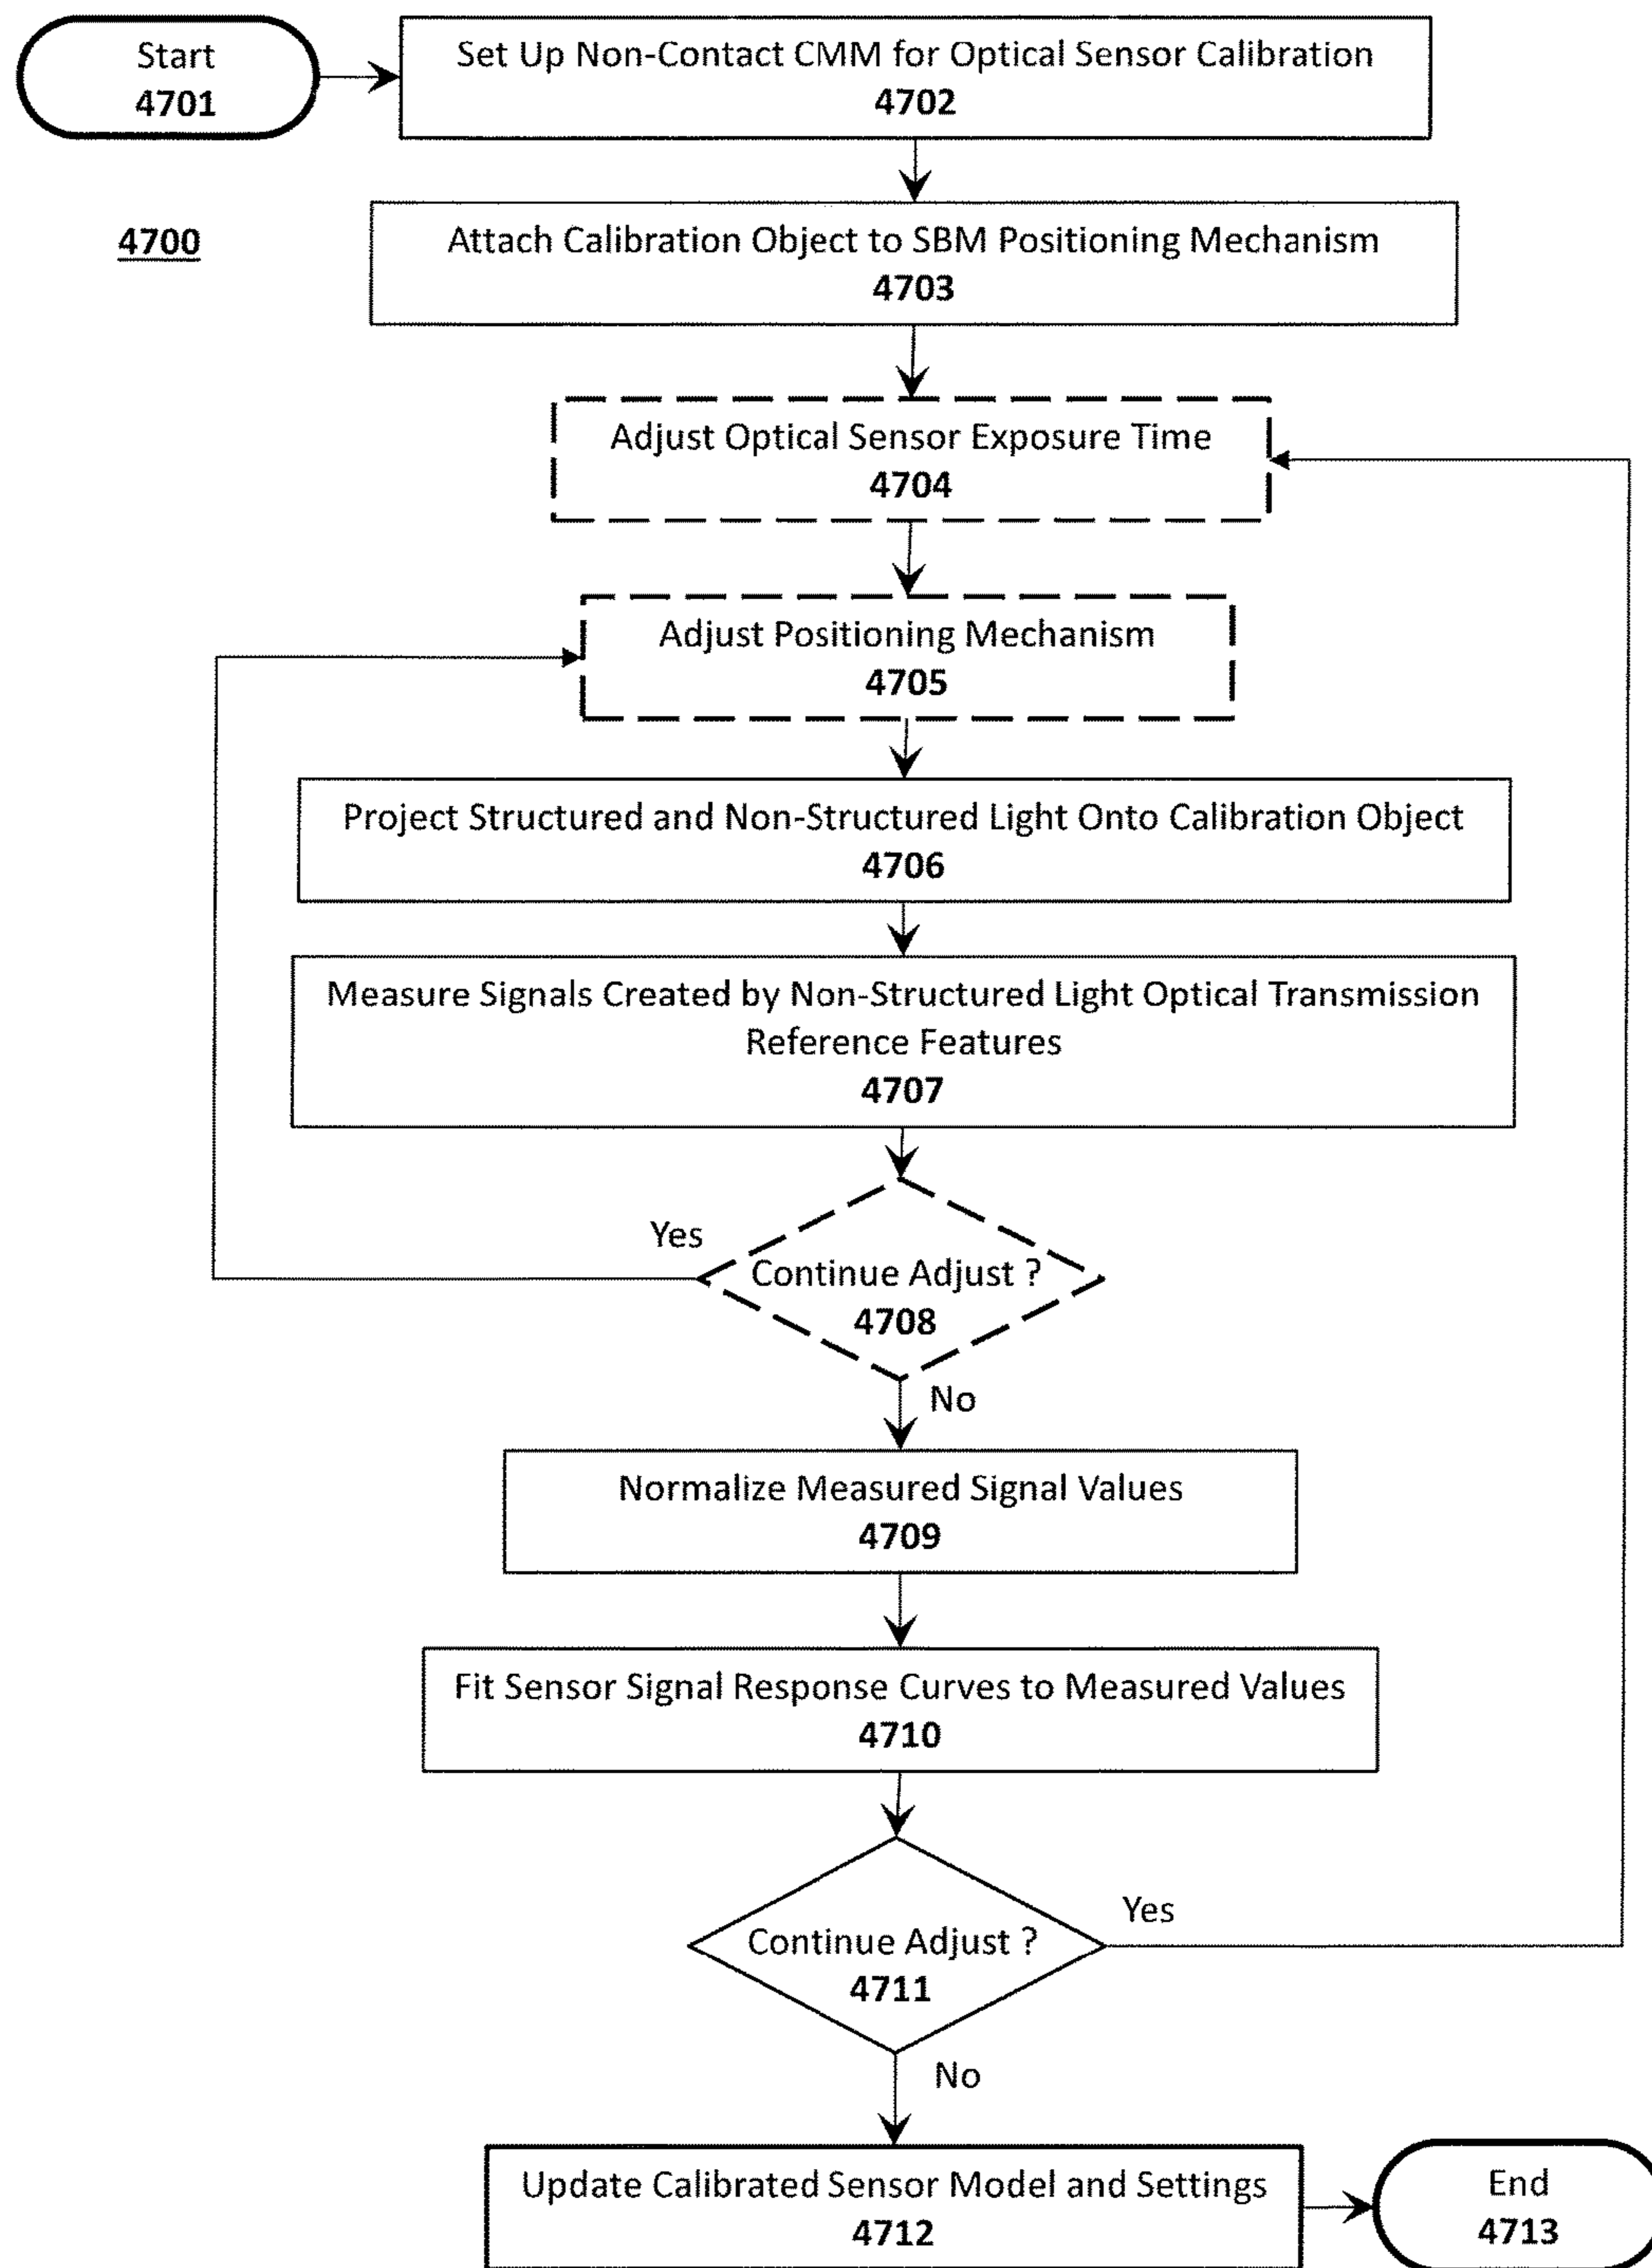 Start
4701
Set Up Non-Contact CMM for Optical Sensor Calibration
4702
4700
Attach Calibration Object to SBM Positioning Mechanism
4703
Adjust Optical Sensor Exposure Time
4704
Adjust Positioning Mechanism
4705
Project Structured and Non-Structured Light Onto Calibration Object
4706
Measure Signals Created by Non-Structured Light Optical Transmission
Reference Features
4707
Yes
Continue Adjust ?
4708
No
Normalize Measured Signal Values
4709
Fit Sensor Signal Response Curves to Measured Values
4710
Yes
Continue Adjust ?
4711
No
Update Calibrated Sensor Model and Settings
4712
End
4713